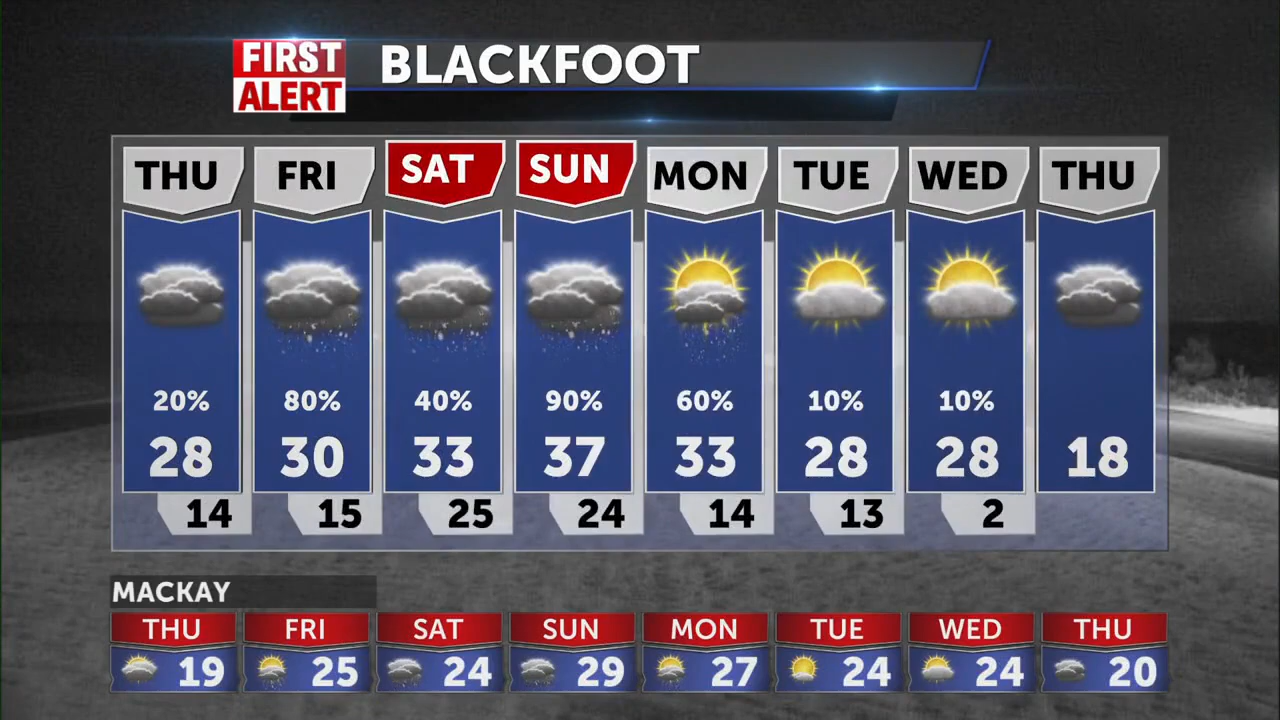 FIRST
ALERT
BLACKFOOT
THU FRI SAT SUN MON TUE WED THU
20% 80% 40% 90% 60% 10% 10%
28 30 33 37 33 28 28 18
14 15 25 24 14 13 2
MACKAY
THU FRI SAT SUN MON TUE WED THU
19 25 24 29 27 24 24 20